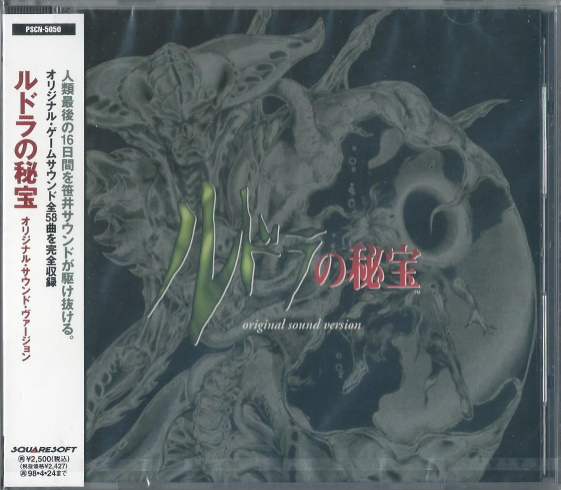 PSCN-5050
人類最後の16日間を笹井サウンドが駆け抜ける。
オリジナル・ゲームサウンド全58曲を完全収録
ルドラの秘宝
オリジナル・サウンド・ヴァージョン
SQUARESOFT
¥2,500(税込)
(税抜価格¥2,427)
98・4・24まで
ルドラの秘宝
original sound version